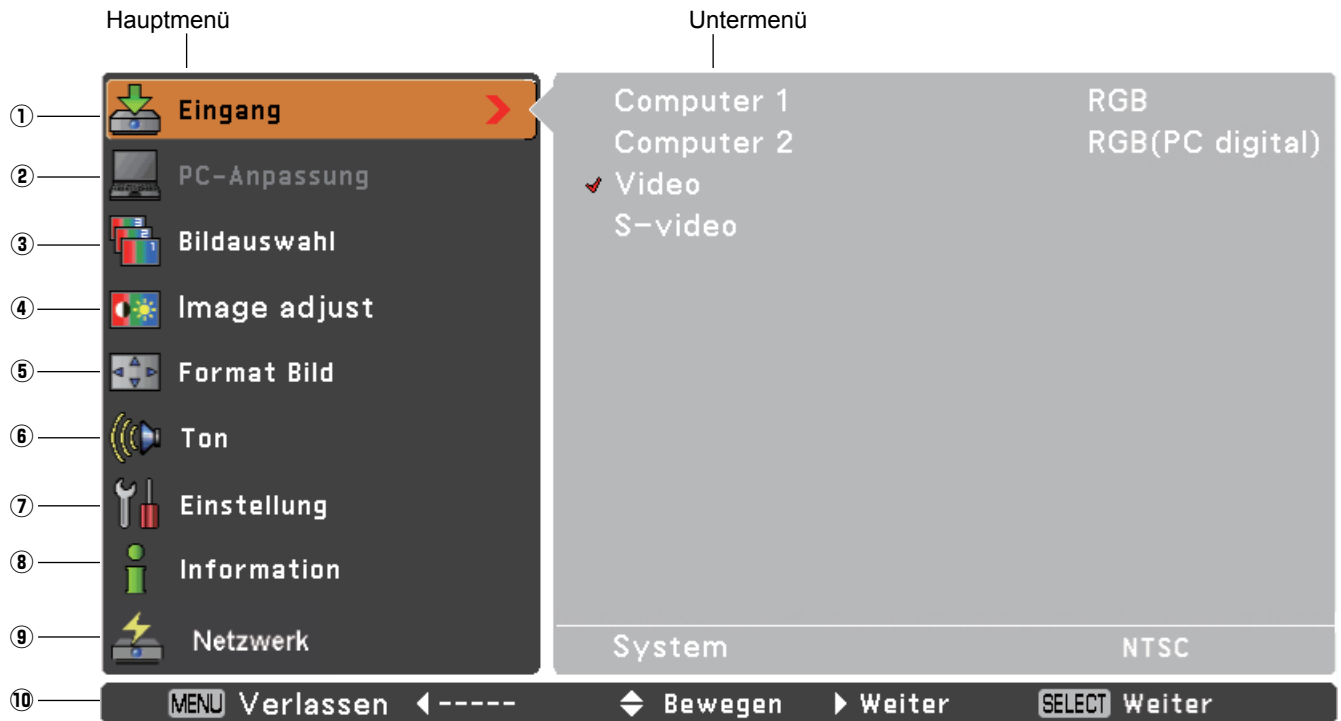 Hauptmenü Untermenü
① Eingang Computer 1 RGB
Computer 2 RGB(PC digital)
② PC-Anpassung Video
S-video
③ Bildauswahl
④ Image adjust
⑤ Format Bild
⑥ Ton
⑦ Einstellung
⑧ Information
⑨ Netzwerk System NTSC
⑩ MENU Verlassen ----- Bewegen Weiter SELECT Weiter